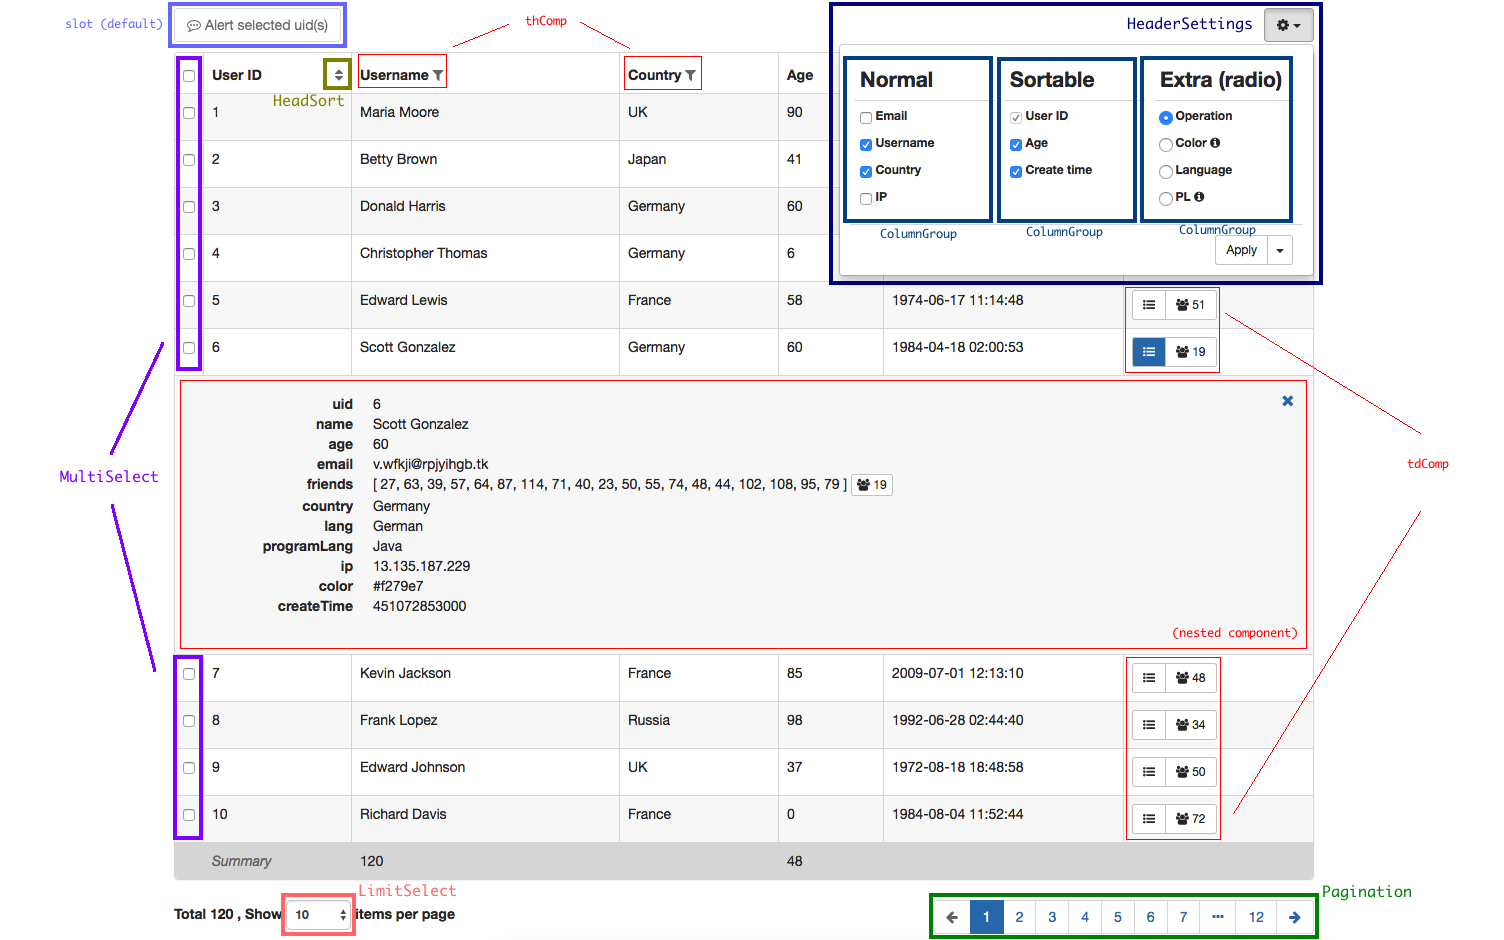 slot (default)
Alert selected uid(s)
thComp
HeaderSettings
User ID
Username
Country
Age
HeadSort
Normal
Email
Username
Country
IP
ColumnGroup
Sortable
User ID
Age
Create time
ColumnGroup
Extra (radio)
Operation
Color
Language
PL
ColumnGroup
Apply
1 Maria Moore UK 90
2 Betty Brown Japan 41
3 Donald Harris Germany 60
4 Christopher Thomas Germany 6
5 Edward Lewis France 58 1974-06-17 11:14:48 51
6 Scott Gonzalez Germany 60 1984-04-18 02:00:53 19
MultiSelect
tdComp
uid 6
name Scott Gonzalez
age 60
email v.wfkji@rpjyihgb.tk
friends [ 27, 63, 39, 57, 64, 87, 114, 71, 40, 23, 50, 55, 74, 48, 44, 102, 108, 95, 79 ] 19
country Germany
lang German
programLang Java
ip 13.135.187.229
color #f279e7
createTime 451072853000
(nested component)
7 Kevin Jackson France 85 2009-07-01 12:13:10 48
8 Frank Lopez Russia 98 1992-06-28 02:44:40 34
9 Edward Johnson UK 37 1972-08-18 18:48:58 50
10 Richard Davis France 0 1984-08-04 11:52:44 72
Summary 120 48
LimitSelect
Pagination
Total 120 , Show 10 items per page
1 2 3 4 5 6 7 ··· 12